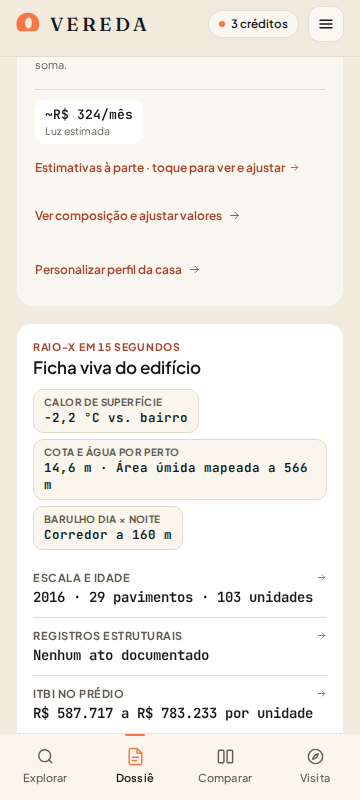 VEREDA
3 créditos
soma.
~R$ 324/mês
Luz estimada
Estimativas à parte · toque para ver e ajustar →
Ver composição e ajustar valores →
Personalizar perfil da casa →
RAIO-X EM 15 SEGUNDOS
Ficha viva do edifício
CALOR DE SUPERFÍCIE
-2,2 °C vs. bairro
COTA E ÁGUA POR PERTO
14,6 m · Área úmida mapeada a 566
m
BARULHO DIA × NOITE
Corredor a 160 m
ESCALA E IDADE →
2016 · 29 pavimentos · 103 unidades
REGISTROS ESTRUTURAIS →
Nenhum ato documentado
ITBI NO PRÉDIO →
R$ 587.717 a R$ 783.233 por unidade
Explorar
Dossiê
Comparar
Visita